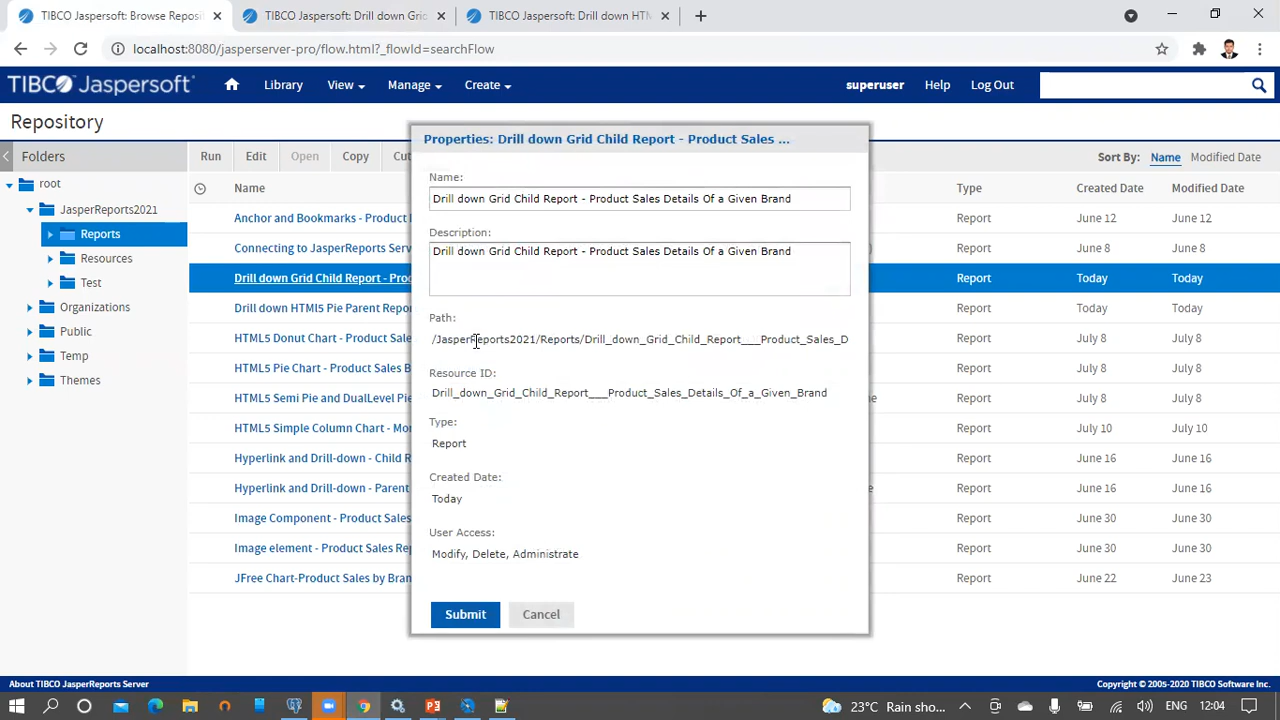 TIBCO Jaspersoft: Browse Reposi
TIBCO Jaspersoft: Drill down Gri
TIBCO Jaspersoft: Drill down HT
localhost:8080/jasperserver-pro/flow.html?_flowId=searchFlow
TIBCO Jaspersoft®
Library
View
Manage
Create
superuser
Help
Log Out
Repository
Folders
Run
Edit
Open
Copy
Cut
Sort By:
Name
Modified Date
root
JasperReports2021
Reports
Resources
Test
Organizations
Public
Temp
Themes
Name
Type
Created Date
Modified Date
Anchor and Bookmarks - Product
Report
June 12
June 12
Connecting to JasperReports Serv
Report
June 8
June 8
Drill down Grid Child Report - Pro
Report
Today
Today
Drill down HTMl5 Pie Parent Repor
Report
Today
Today
HTML5 Donut Chart - Product Sale
Report
July 8
July 8
HTML5 Pie Chart - Product Sales B
Report
July 8
July 8
HTML5 Semi Pie and DualLevel Pie
Report
July 8
July 8
HTML5 Simple Column Chart - Mo
Report
July 10
July 10
Hyperlink and Drill-down - Child R
Report
June 16
June 16
Hyperlink and Drill-down - Parent
Report
June 16
June 16
Image Component - Product Sales
Report
June 30
June 30
Image element - Product Sales Re
Report
June 30
June 30
JFree Chart-Product Sales by Bran
Report
June 22
June 23
Properties: Drill down Grid Child Report - Product Sales ...
Name:
Drill down Grid Child Report - Product Sales Details Of a Given Brand
Description:
Drill down Grid Child Report - Product Sales Details Of a Given Brand
Path:
/JasperReports2021/Reports/Drill_down_Grid_Child_Report___Product_Sales_D
Resource ID:
Drill_down_Grid_Child_Report___Product_Sales_Details_Of_a_Given_Brand
Type:
Report
Created Date:
Today
User Access:
Modify, Delete, Administrate
Submit
Cancel
About TIBCO JasperReports Server
Copyright © 2005-2020 TIBCO Software Inc.
23°C Rain sho...
ENG
12:04